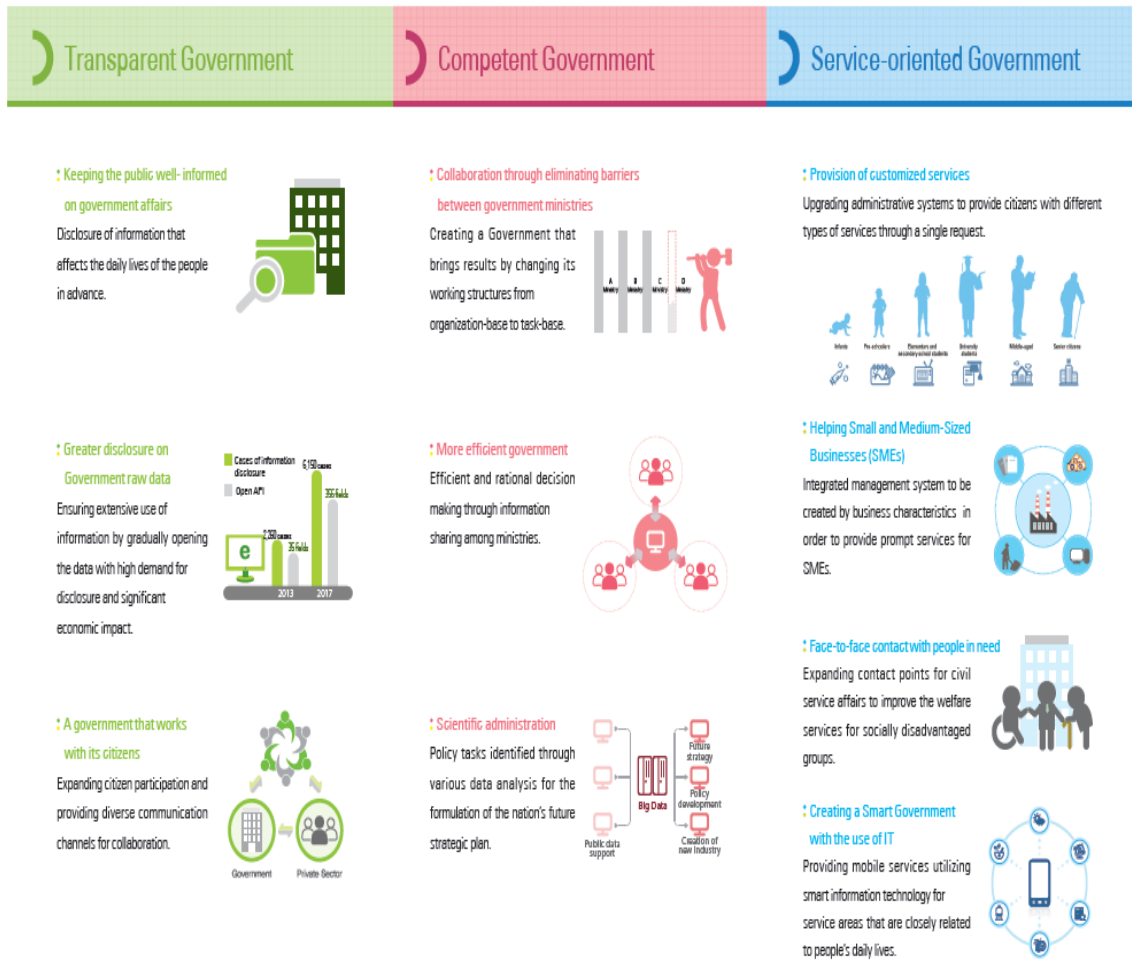 Transparent Government
Competent Government
Service-oriented Government
: Keeping the public well- informed
on government affairs
Disclosure of information that
affects the daily lives of the people
in advance.
: Greater disclosure on
Government raw data
Ensuring extensive use of
information by gradually opening
the data with high demand for
disclosure and significant
economic impact.
Cases of information
disclosure
Open API
6,150 cases
cases
36 fields
e
2013
2017
: A government that works
with its citizens
Expanding citizen participation and
providing diverse communication
channels for collaboration.
Government
Private Sector
: Collaboration through eliminating barriers
between government ministries
Creating a Government that
brings results by changing its
working structures from
organization-base to task-base.
A
Ministry
B
Ministry
C
Ministry
D
Ministry
: More efficient government
Efficient and rational decision
making through information
sharing among ministries.
: Scientific administration
Policy tasks identified through
various data analysis for the
formulation of the nation's future
strategic plan.
Public data
support
Big Data
Future
strategy
Policy
development
Creation of
new industry
: Provision of customized services
Upgrading administrative systems to provide citizens with different
types of services through a single request.
Infants
Pre-schoolers
Elementary and
secondary school students
University
students
Middle-aged
Senior citizens
: Helping Small and Medium-Sized
Businesses (SMEs)
Integrated management system to be
created by business characteristics in
order to provide prompt services for
SMEs.
: Face-to-face contact with people in need
Expanding contact points for civil
service affairs to improve the welfare
services for socially disadvantaged
groups.
: Creating a Smart Government
with the use of IT
Providing mobile services utilizing
smart information technology for
service areas that are closely related
to people's daily lives.